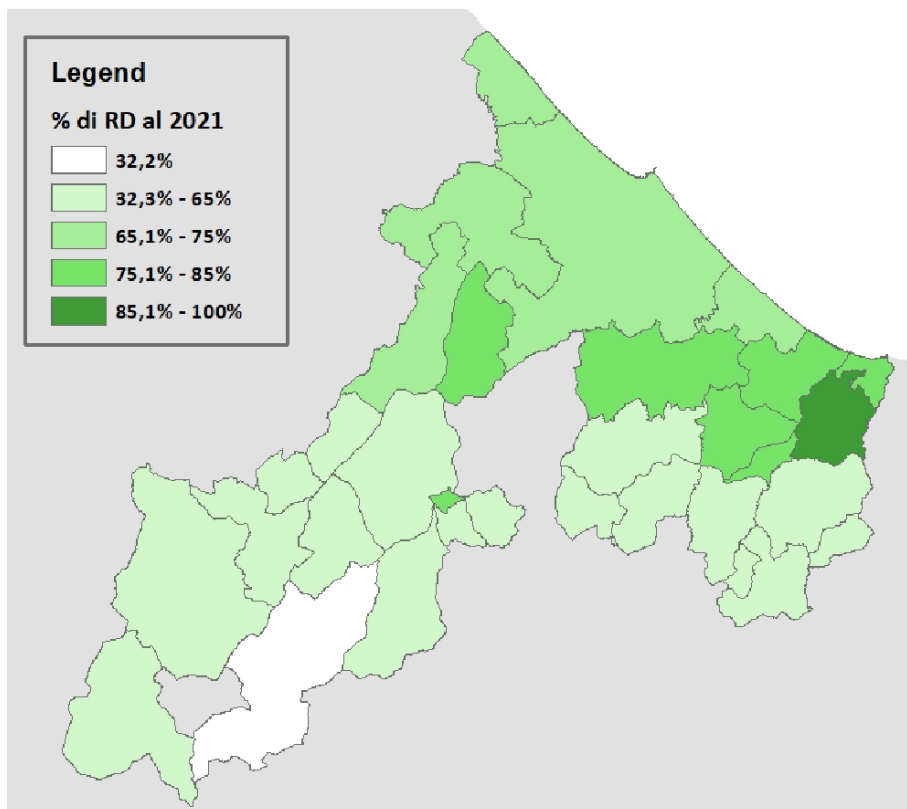 Legend
% di RD al 2021
32,2%
32,3% - 65%
65,1% - 75%
75,1% - 85%
85,1% - 100%